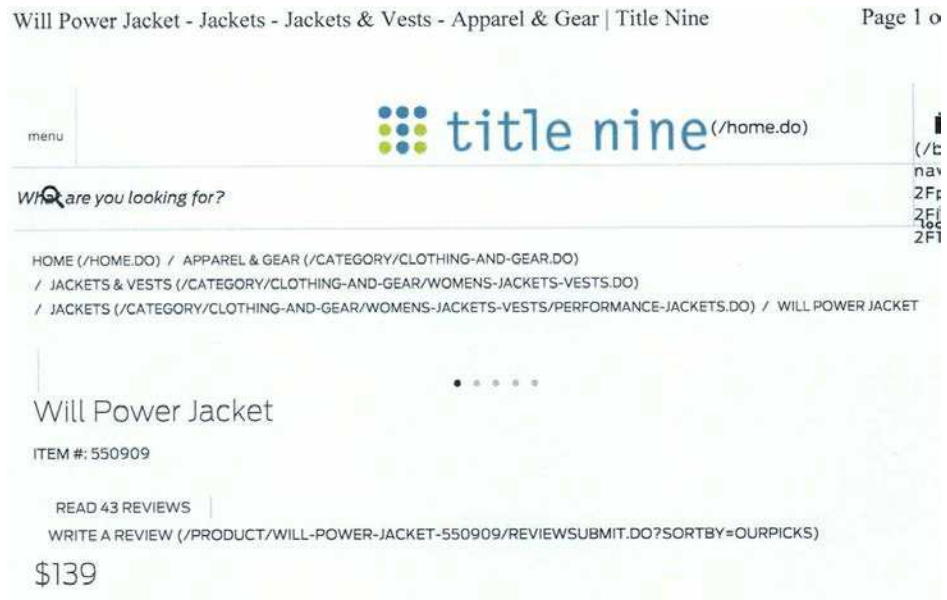 Will Power Jacket - Jackets - Jackets & Vests - Apparel & Gear | Title Nine
Page 1 o
menu
title nine (/home.do)
(/b
nav
What are you looking for?
2Fp
2Fl
2FT
HOME (/HOME.DO) / APPAREL & GEAR (/CATEGORY/CLOTHING-AND-GEAR.DO)
/ JACKETS & VESTS (/CATEGORY/CLOTHING-AND-GEAR/WOMENS-JACKETS-VESTS.DO)
/ JACKETS (/CATEGORY/CLOTHING-AND-GEAR/WOMENS-JACKETS-VESTS/PERFORMANCE-JACKETS.DO) / WILL POWER JACKET
Will Power Jacket
ITEM #: 550909
READ 43 REVIEWS
WRITE A REVIEW (/PRODUCT/WILL-POWER-JACKET-550909/REVIEWSUBMIT.DO?SORTBY=OURPICKS)
$139